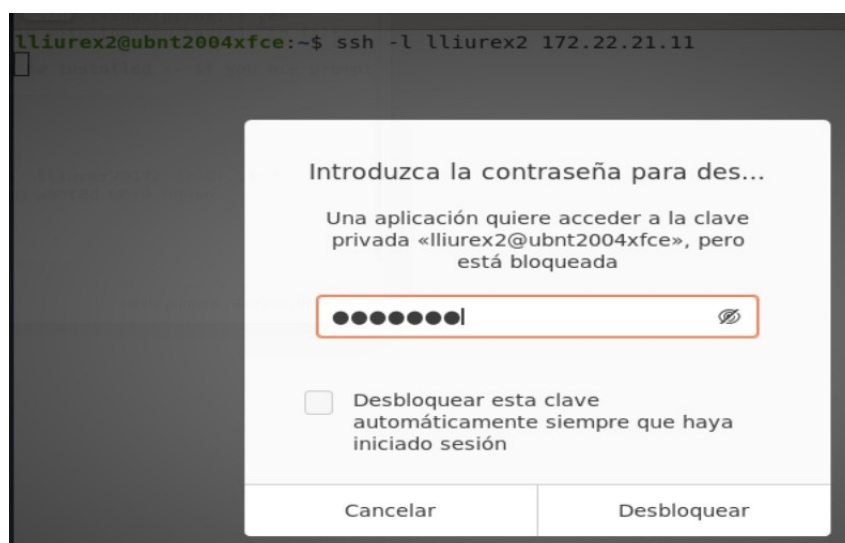 lliurex2@ubnt2004xfce:~$ ssh -l lliurex2 172.22.21.11
Introduzca la contraseña para des...
Una aplicación quiere acceder a la clave
privada «lliurex2@ubnt2004xfce», pero
está bloqueada
Desbloquear esta clave
automáticamente siempre que haya
iniciado sesión
Cancelar
Desbloquear